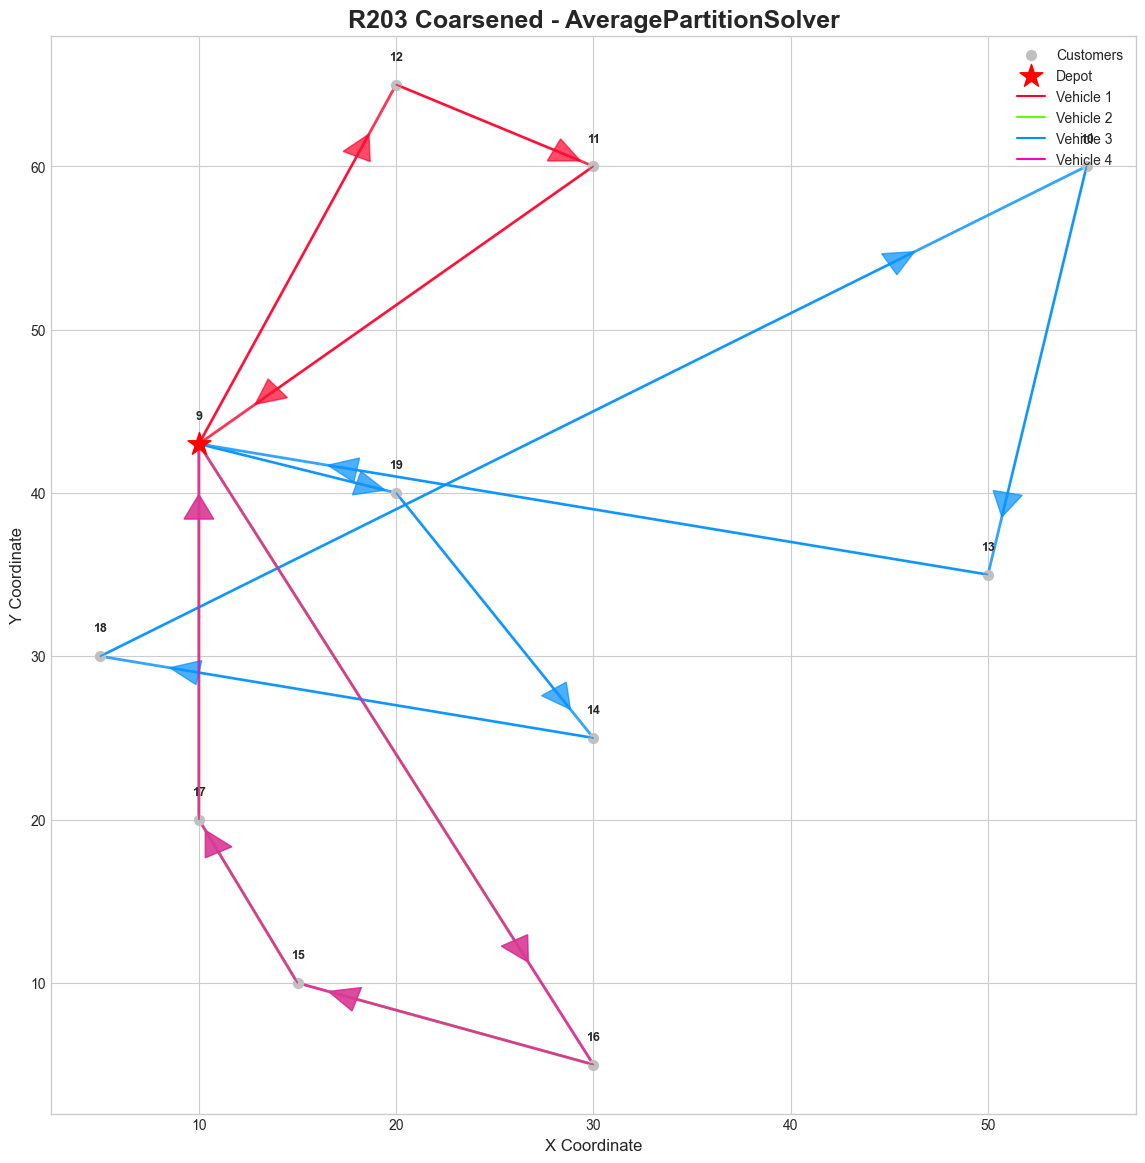 R203 Coarsened - AveragePartitionSolver
Customers
Depot
Vehicle 1
Vehicle 2
Vehicle 3
Vehicle 4
12
11
10
9
19
13
18
14
17
15
16
60
50
40
30
20
10
Y Coordinate
10
20
30
40
50
X Coordinate